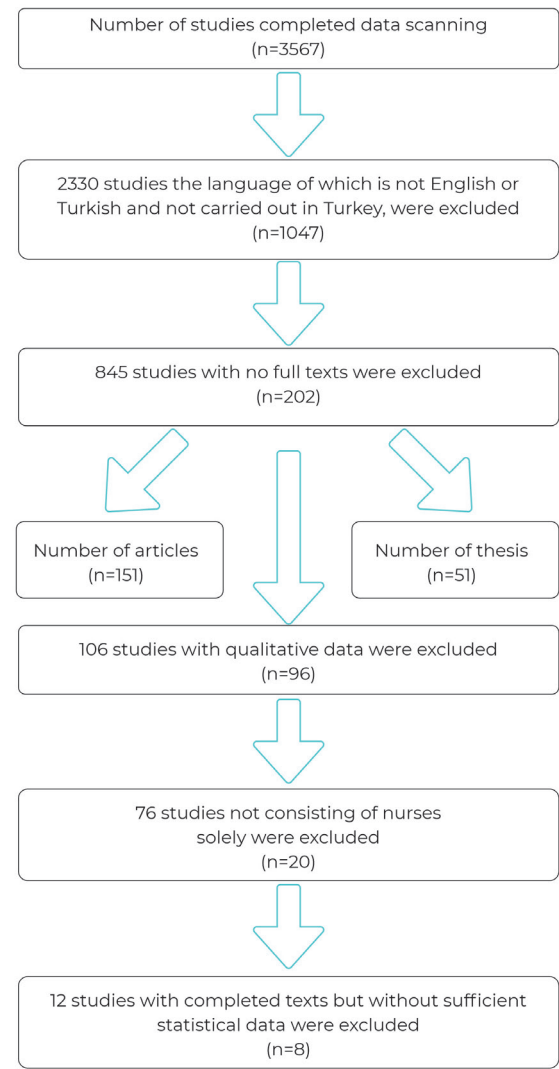 Number of studies completed data scanning
(n=3567)
2330 studies the language of which is not English or
Turkish and not carried out in Turkey, were excluded
(n=1047)
845 studies with no full texts were excluded
(n=202)
Number of articles
(n=151)
Number of thesis
(n=51)
106 studies with qualitative data were excluded
(n=96)
76 studies not consisting of nurses
solely were excluded
(n=20)
12 studies with completed texts but without sufficient
statistical data were excluded
(n=8)